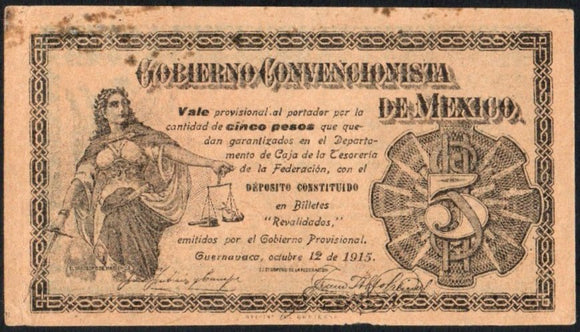 GOBIERNO CONVENCIONISTA
DE MEXICO.
Vale provisional al portador por la
cantidad de cinco pesos que que-
dan garantizados en el Departa-
mento de Caja de la Tesorería
de la Federación, con el
DEPÓSITO CONSTITUIDO
en Billetes
"Revalidados,"
emitidos por el Gobierno Provisional.
Cuernavaca, octubre 12 de 1915.
5